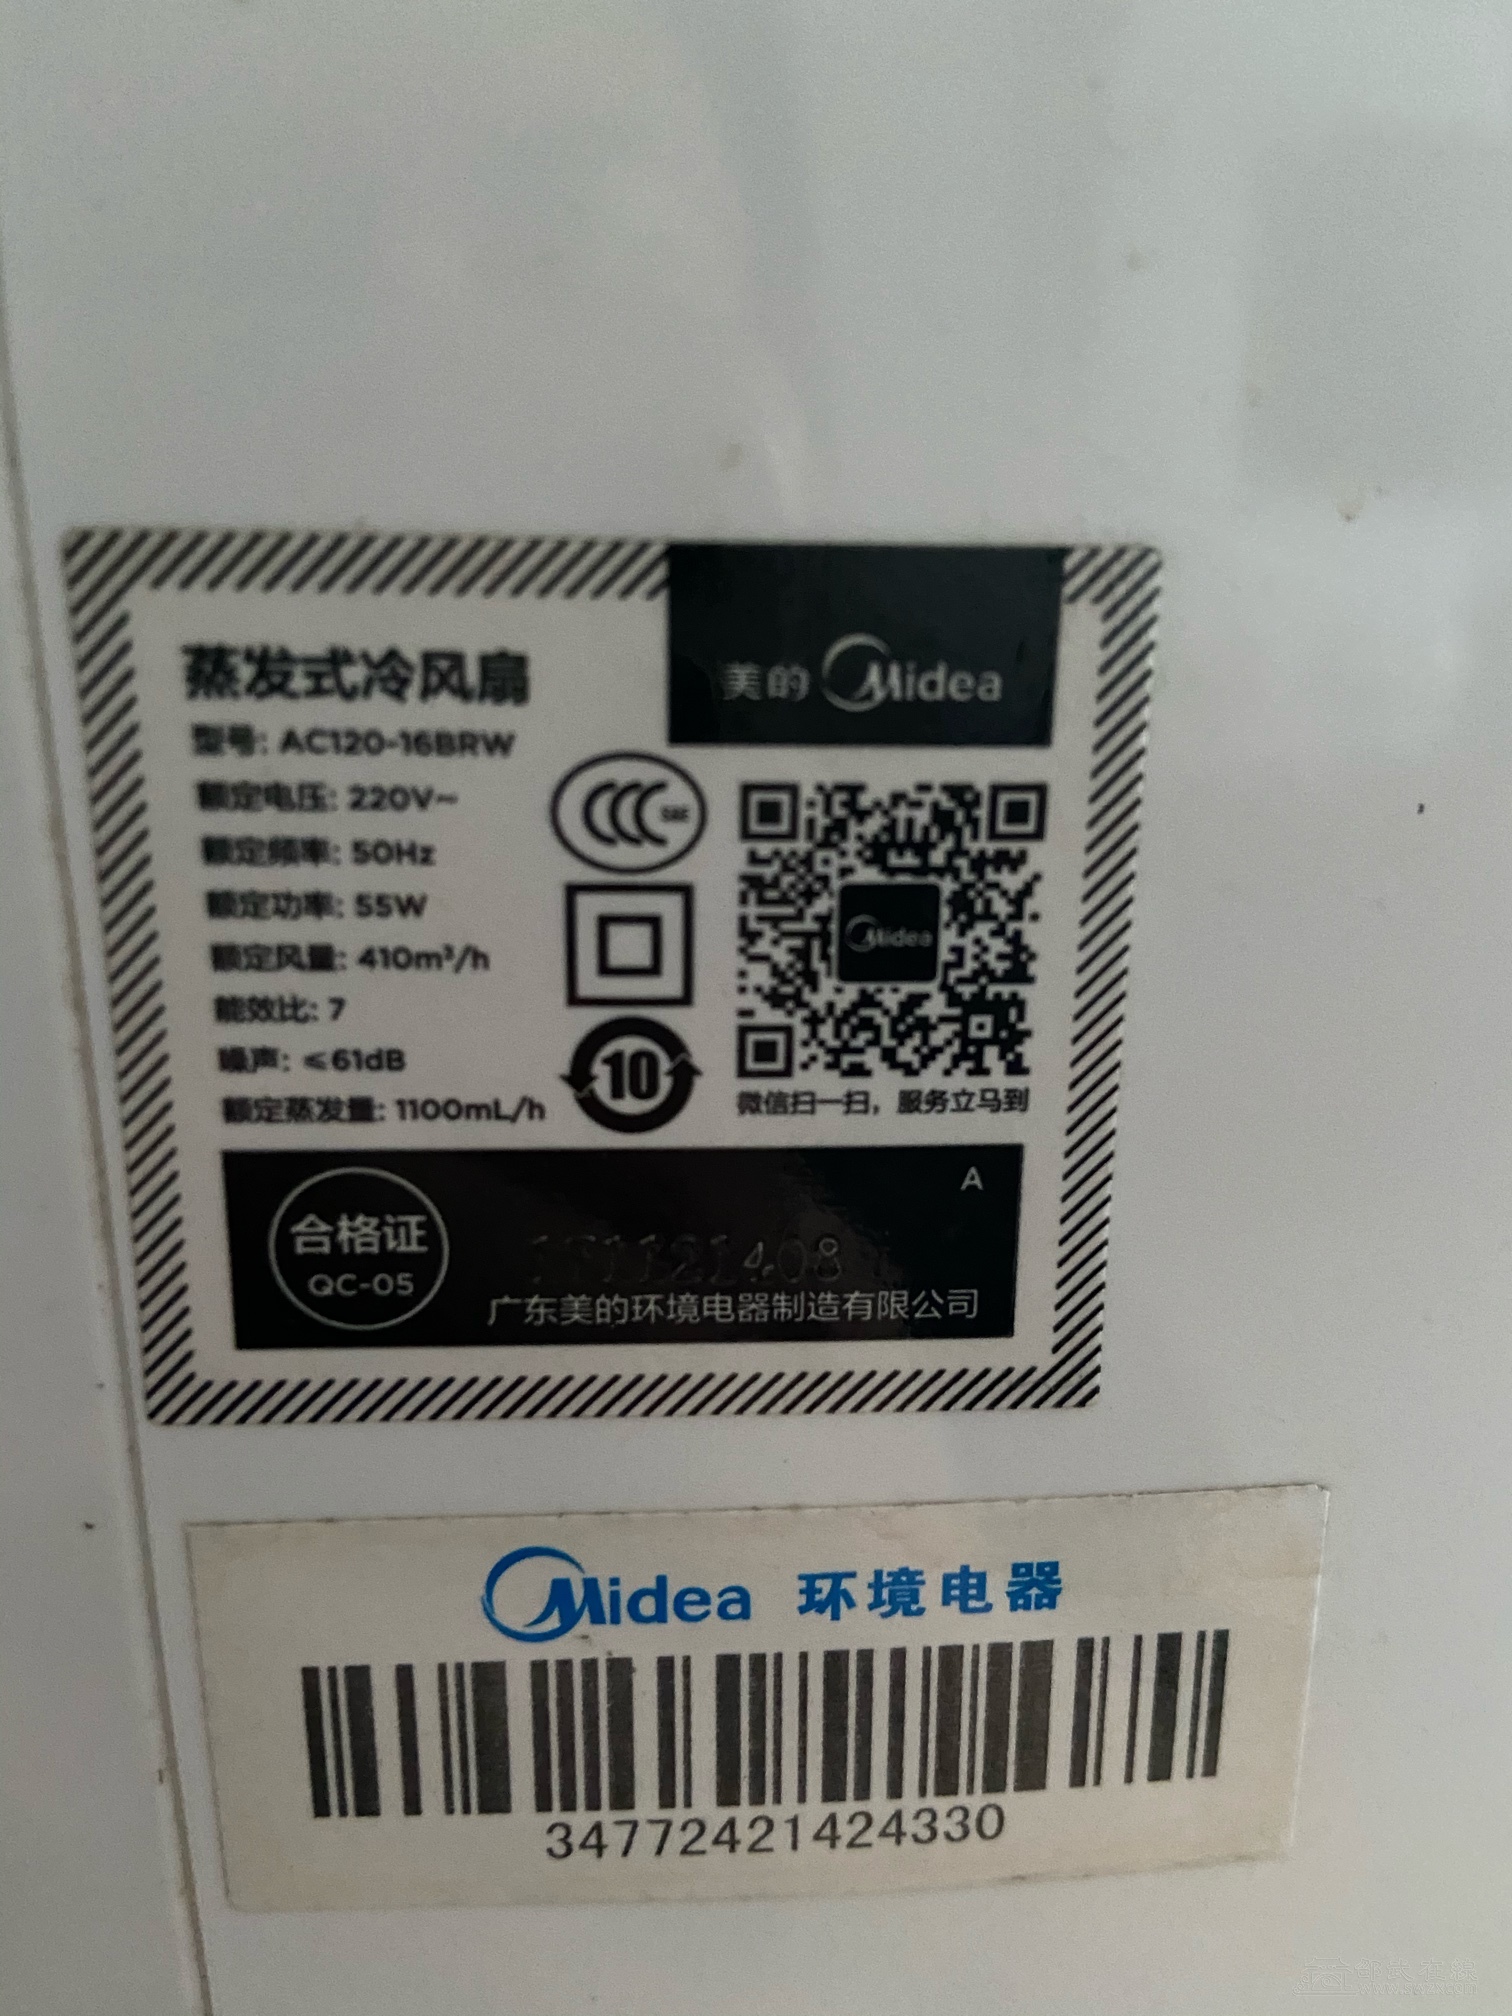 蒸发式冷风扇
美的 Midea
型号: AC120-16BRW
额定电压: 220V~
额定频率: 50Hz
额定功率: 55W
额定风量: 410m³/h
能效比: 7
噪声: ≤61dB
额定蒸发量: 1100mL/h
CCC
10
Midea
微信扫一扫，服务立马到
A
合格证
QC-05
广东美的环境电器制造有限公司
Midea 环境电器
34772421424330